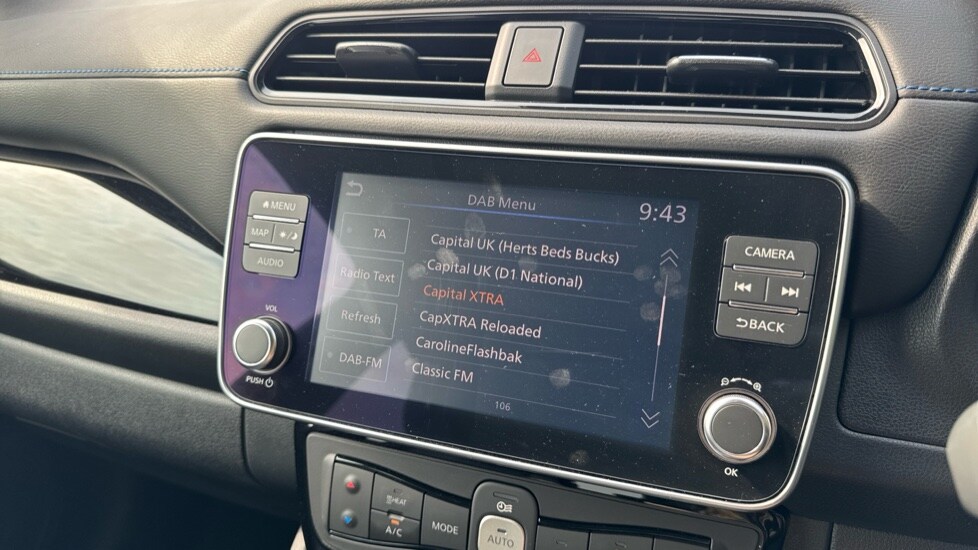 DAB Menu
9:43
TA
Radio Text
Refresh
DAB-FM
Capital UK (Herts Beds Bucks)
Capital UK (D1 National)
Capital XTRA
CapXTRA Reloaded
CarolineFlashbak
Classic FM
106
MENU
MAP
AUDIO
VOL
PUSH
CAMERA
BACK
OK
HEAT
A/C
MODE
AUTO